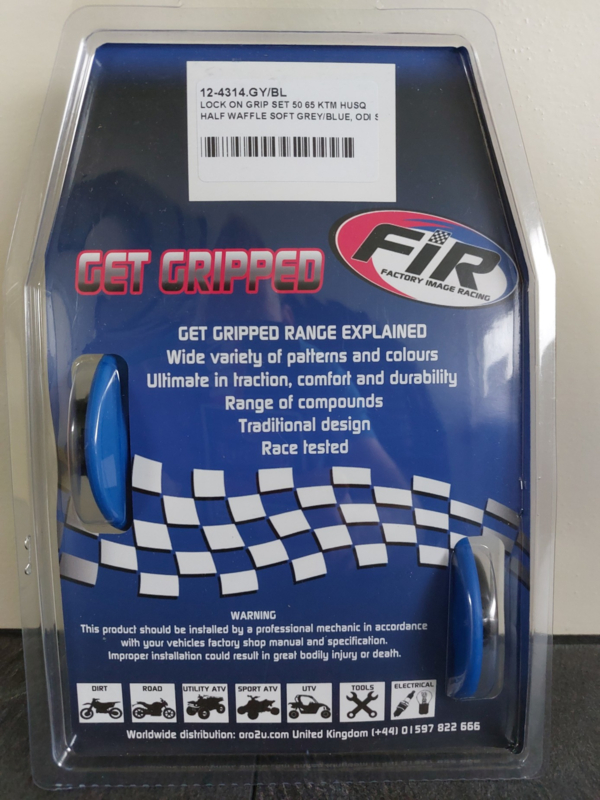 12-4314.GY/BL
LOCK ON GRIP SET 50 65 KTM HUSQ
HALF WAFFLE SOFT GREY/BLUE, ODI S
GET GRIPPED
FiR
FACTORY IMAGE RACING
GET GRIPPED RANGE EXPLAINED
Wide variety of patterns and colours
Ultimate in traction, comfort and durability
Range of compounds
Traditional design
Race tested
WARNING
This product should be installed by a professional mechanic in accordance
with your vehicles factory shop manual and specification.
Improper installation could result in great bodily injury or death.
DIRT ROAD UTILITY ATV SPORT ATV UTV TOOLS ELECTRICAL
Worldwide distribution: oro2u.com United Kingdom (+44) 01597 822 666